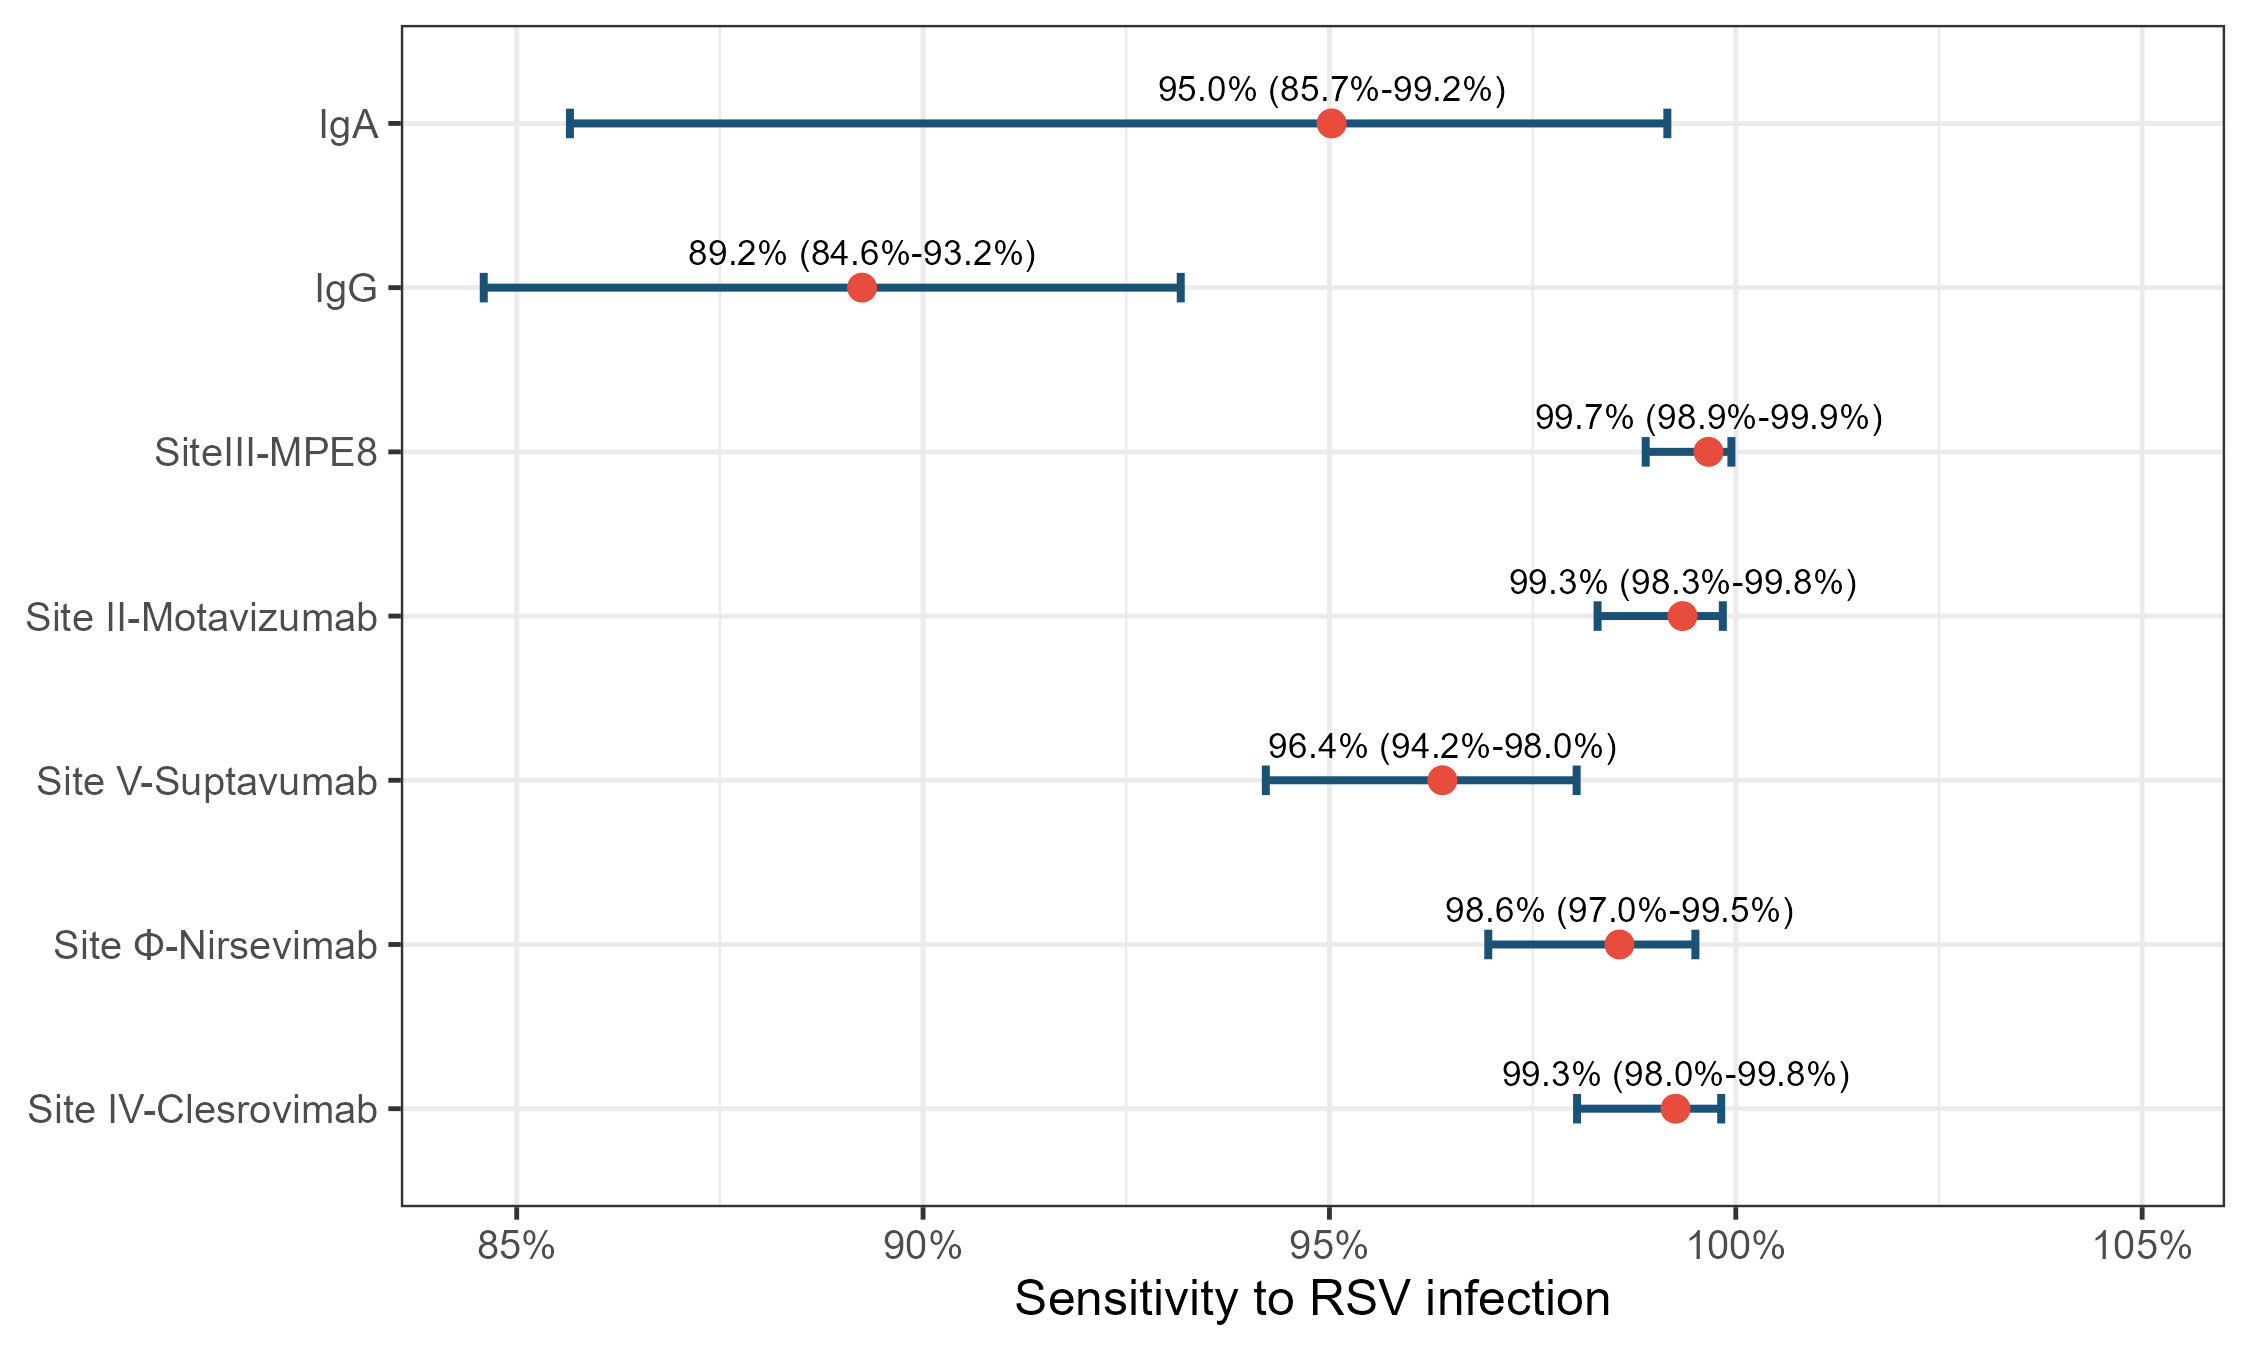 95.0% (85.7%-99.2%)
IgA
89.2% (84.6%-93.2%)
IgG
99.7% (98.9%-99.9%)
SiteIII-MPE8
99.3% (98.3%-99.8%)
Site II-Motavizumab
96.4% (94.2%-98.0%)
Site V-Suptavumab
98.6% (97.0%-99.5%)
Site Φ-Nirsevimab
99.3% (98.0%-99.8%)
Site IV-Clesrovimab
85% 90% 95% 100% 105%
Sensitivity to RSV infection